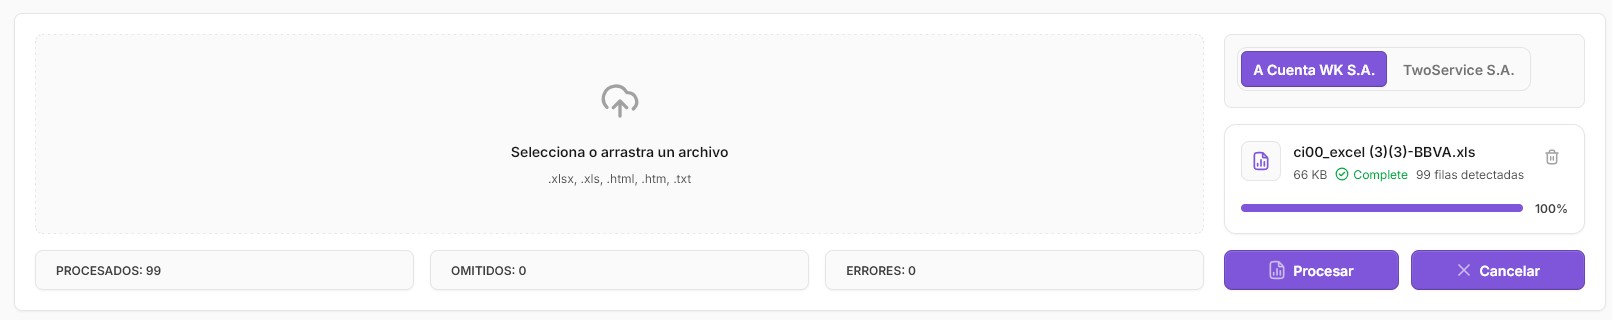 Selecciona o arrastra un archivo
.xlsx, .xls, .html, .htm, .txt
PROCESADOS: 99
OMITIDOS: 0
ERRORES: 0
A Cuenta WK S.A.
TwoService S.A.
ci00_excel (3)(3)-BBVA.xls
66 KB Complete 99 filas detectadas
100%
Procesar
Cancelar